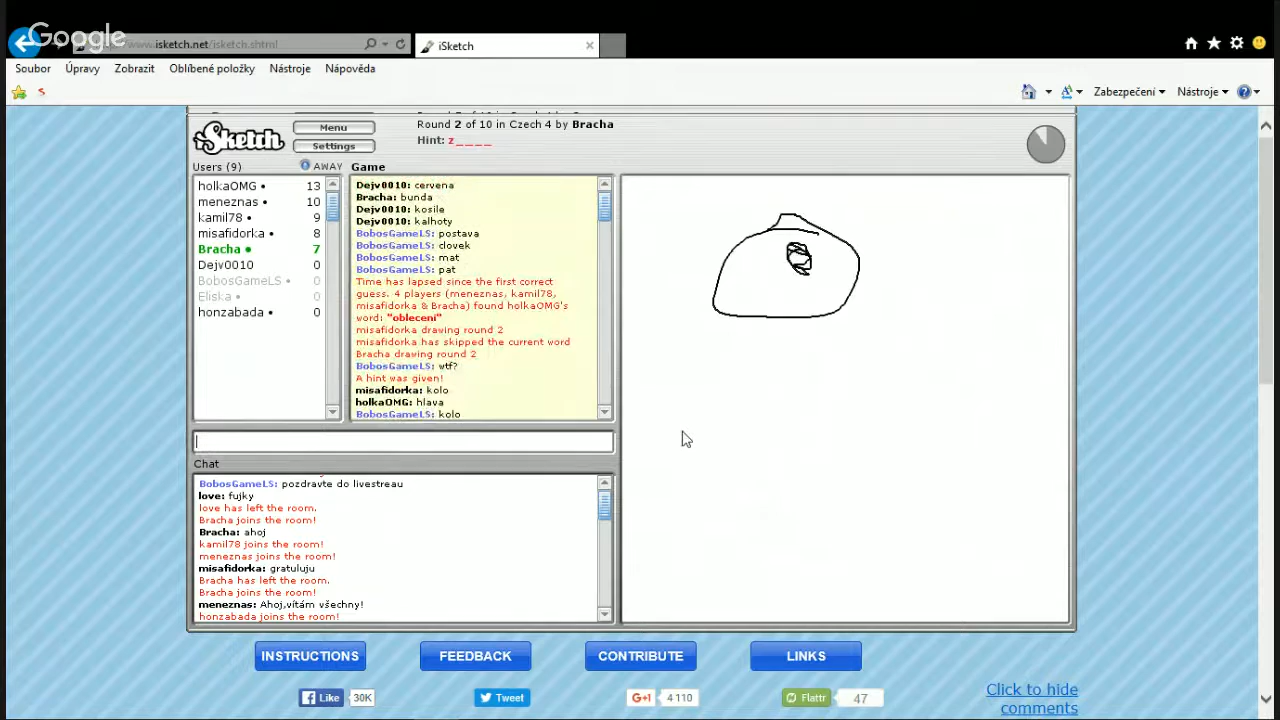 Google
www.isketch.net/isketch.shtml
iSketch
Soubor Úpravy Zobrazit Oblíbené položky Nástroje Nápověda
Zabezpečení Nástroje
iSketch
Menu
Settings
Round 2 of 10 in Czech 4 by Bracha
Hint: z____
Users (9) AWAY Game
holkaOMG 13
meneznas 10
kamil78 9
misafidorka 8
Bracha 7
Dejv0010 0
BobosGameLS 0
Eliska 0
honzabada 0
Dejv0010: cervena
Bracha: bunda
Dejv0010: kosile
Dejv0010: kalhoty
BobosGameLS: postava
BobosGameLS: clovek
BobosGameLS: mat
BobosGameLS: pat
Time has lapsed since the first correct
guess. 4 players (meneznas, kamil78,
misafidorka & Bracha) found holkaOMG's
word: "obleceni"
misafidorka drawing round 2
misafidorka has skipped the current word
Bracha drawing round 2
BobosGameLS: wtf?
A hint was given!
misafidorka: kolo
holkaOMG: hlava
BobosGameLS: kolo
Chat
BobosGameLS: pozdravte do livestreau
love: fujky
love has left the room.
Bracha joins the room!
Bracha: ahoj
kamil78 joins the room!
meneznas joins the room!
misafidorka: gratuluju
Bracha has left the room.
Bracha joins the room!
meneznas: Ahoj,vítám všechny!
honzabada joins the room!
INSTRUCTIONS FEEDBACK CONTRIBUTE LINKS
Like 30K Tweet G+1 4 110 Flattr 47
Click to hide
comments